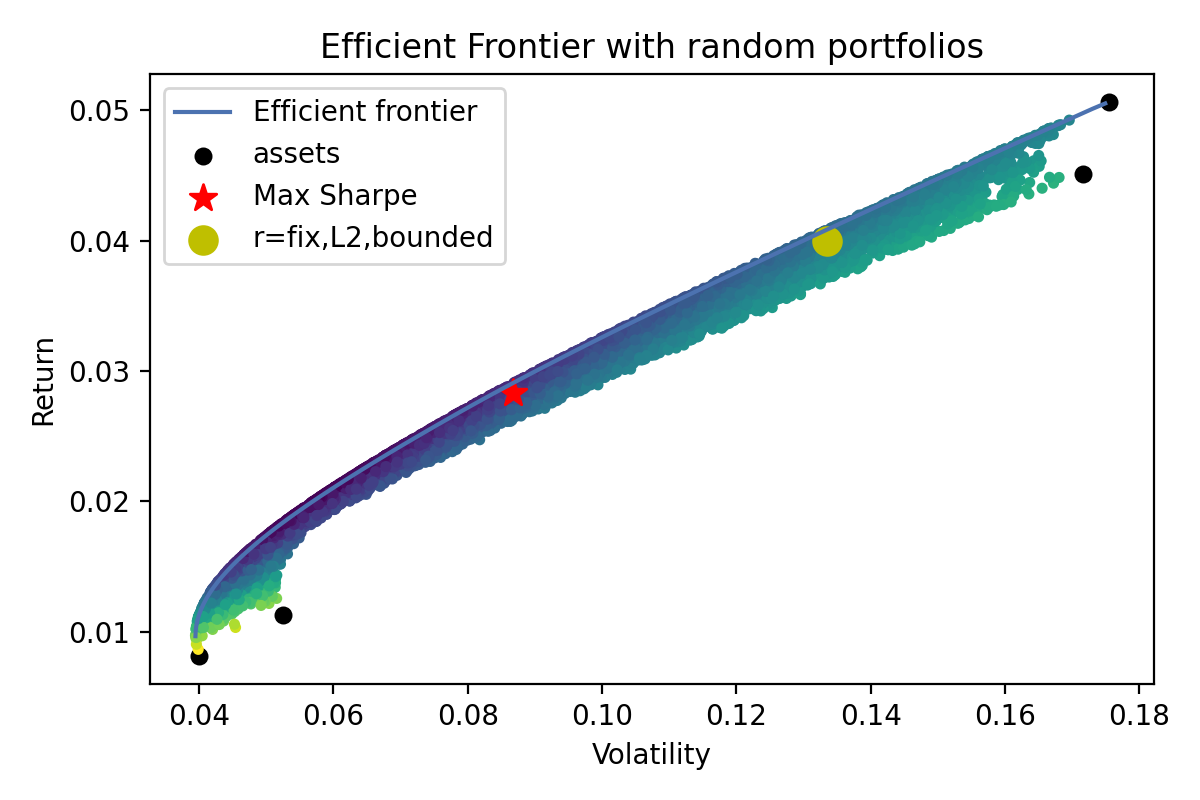 Efficient Frontier with random portfolios
Efficient frontier
assets
Max Sharpe
r=fix,L2,bounded
Return
0.05
0.04
0.03
0.02
0.01
0.04 0.06 0.08 0.10 0.12 0.14 0.16 0.18
Volatility